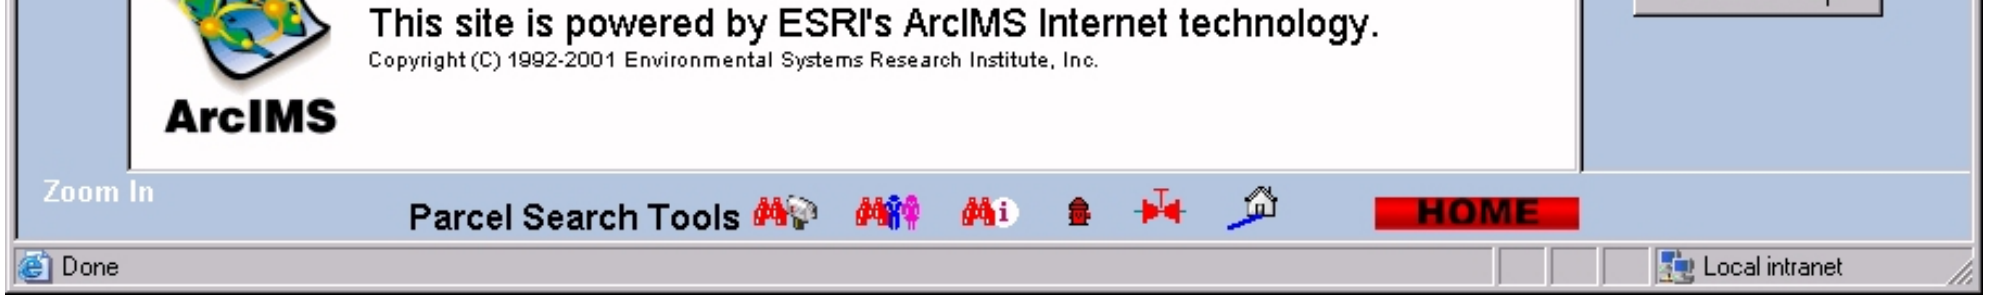 This site is powered by ESRI's ArcIMS Internet technology.
Copyright (C) 1992-2001 Environmental Systems Research Institute, Inc.
ArcIMS
Zoom In
Parcel Search Tools
HOME
Done
Local intranet